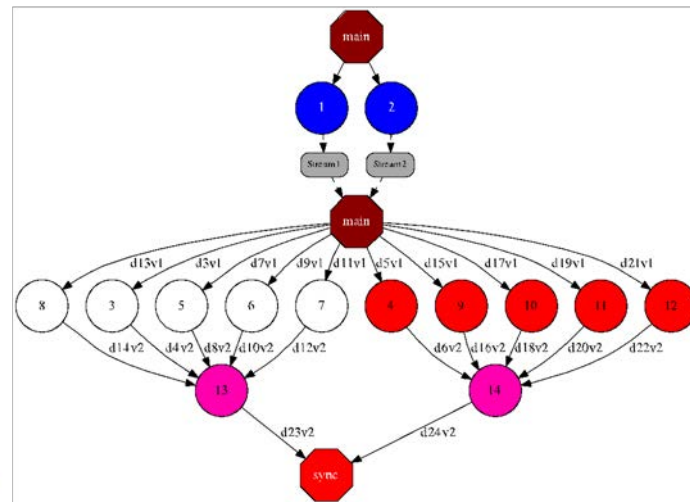 main
1 2
Stream1 Stream2
main
d13v1 d3v1 d7v1 d9v1 d11v1 d5v1 d15v1 d17v1 d19v1 d21v1
8 3 5 6 7 4 9 10 11 12
d14v2 d4v2 d8v2 d10v2 d12v2 d6v2 d16v2 d18v2 d20v2 d22v2
13 14
d23v2 d24v2
sync